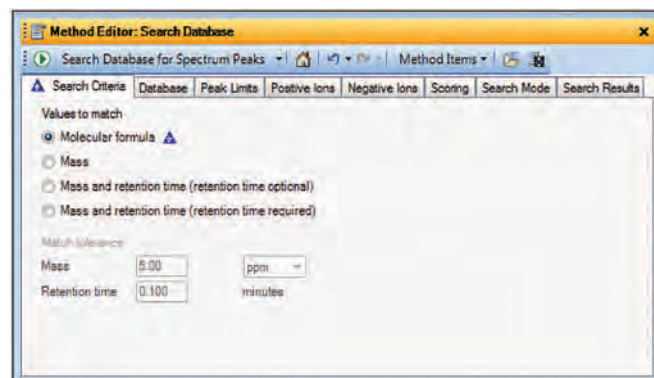 Method Editor: Search Database
Search Database for Spectrum Peaks Method Items
Search Criteria Database Peak Limits Positive Ions Negative Ions Scoring Search Mode Search Results
Values to match
Molecular formula
Mass
Mass and retention time (retention time optional)
Mass and retention time (retention time required)
Match tolerance
Mass 5.00 ppm
Retention time 0.100 minutes